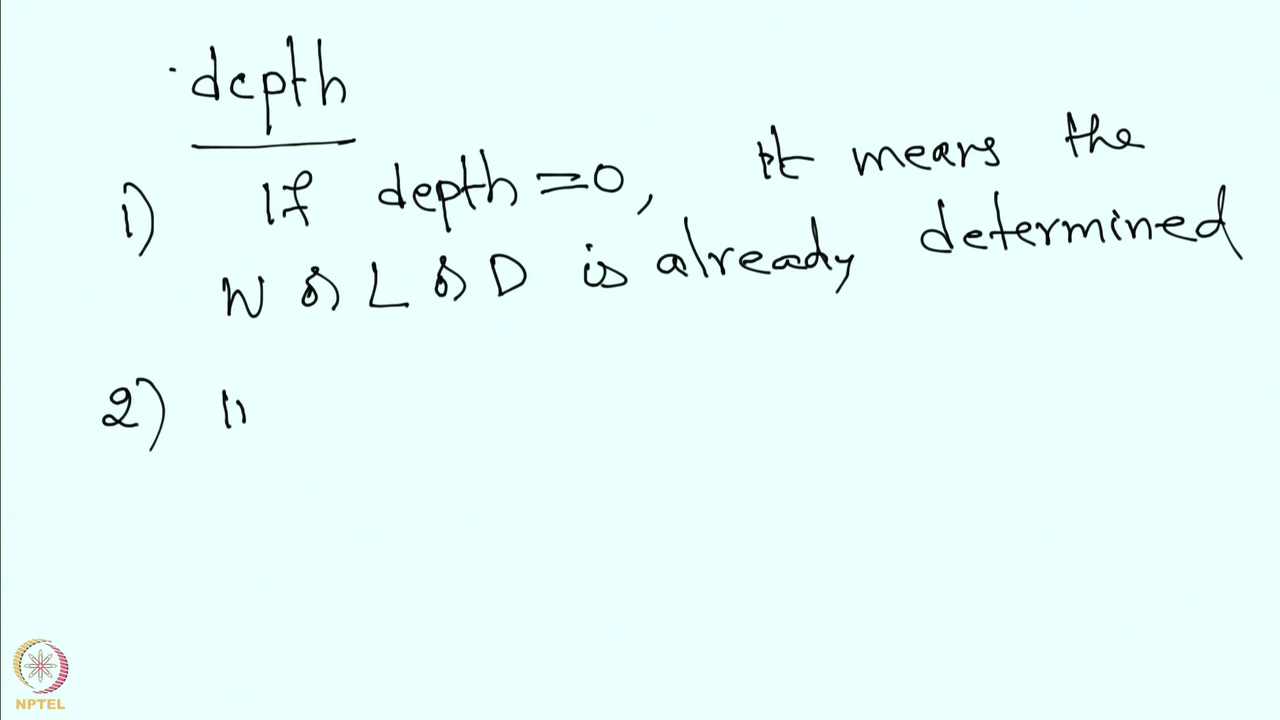 depth
1) If depth = 0, it means the
W or L or D is already determined
2)
NPTEL